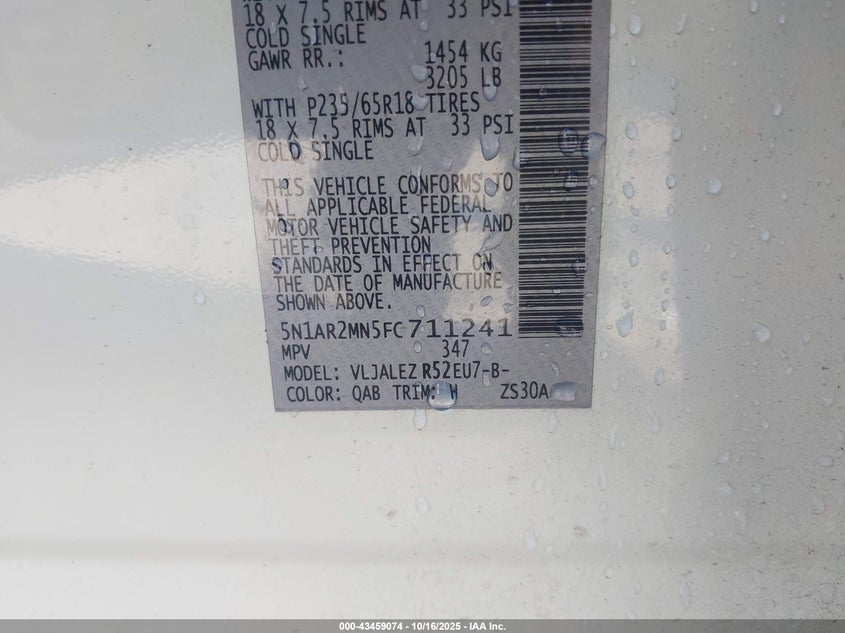 18 X 7.5 RIMS AT 33 PSI
COLD SINGLE
GAWR RR.: 1454 KG
3205 LB
WITH P235/65R18 TIRES
18 X 7.5 RIMS AT 33 PSI
COLD SINGLE
THIS VEHICLE CONFORMS TO
ALL APPLICABLE FEDERAL
MOTOR VEHICLE SAFETY AND
THEFT PREVENTION
STANDARDS IN EFFECT ON
THE DATE OF MANUFACTURE
SHOWN ABOVE.
5N1AR2MN5FC711241
MPV 347
MODEL: VLJALEZ R52EU7-B-
COLOR: QAB TRIM: H ZS30A
000-43459074 - 10/16/2025 - IAA Inc.